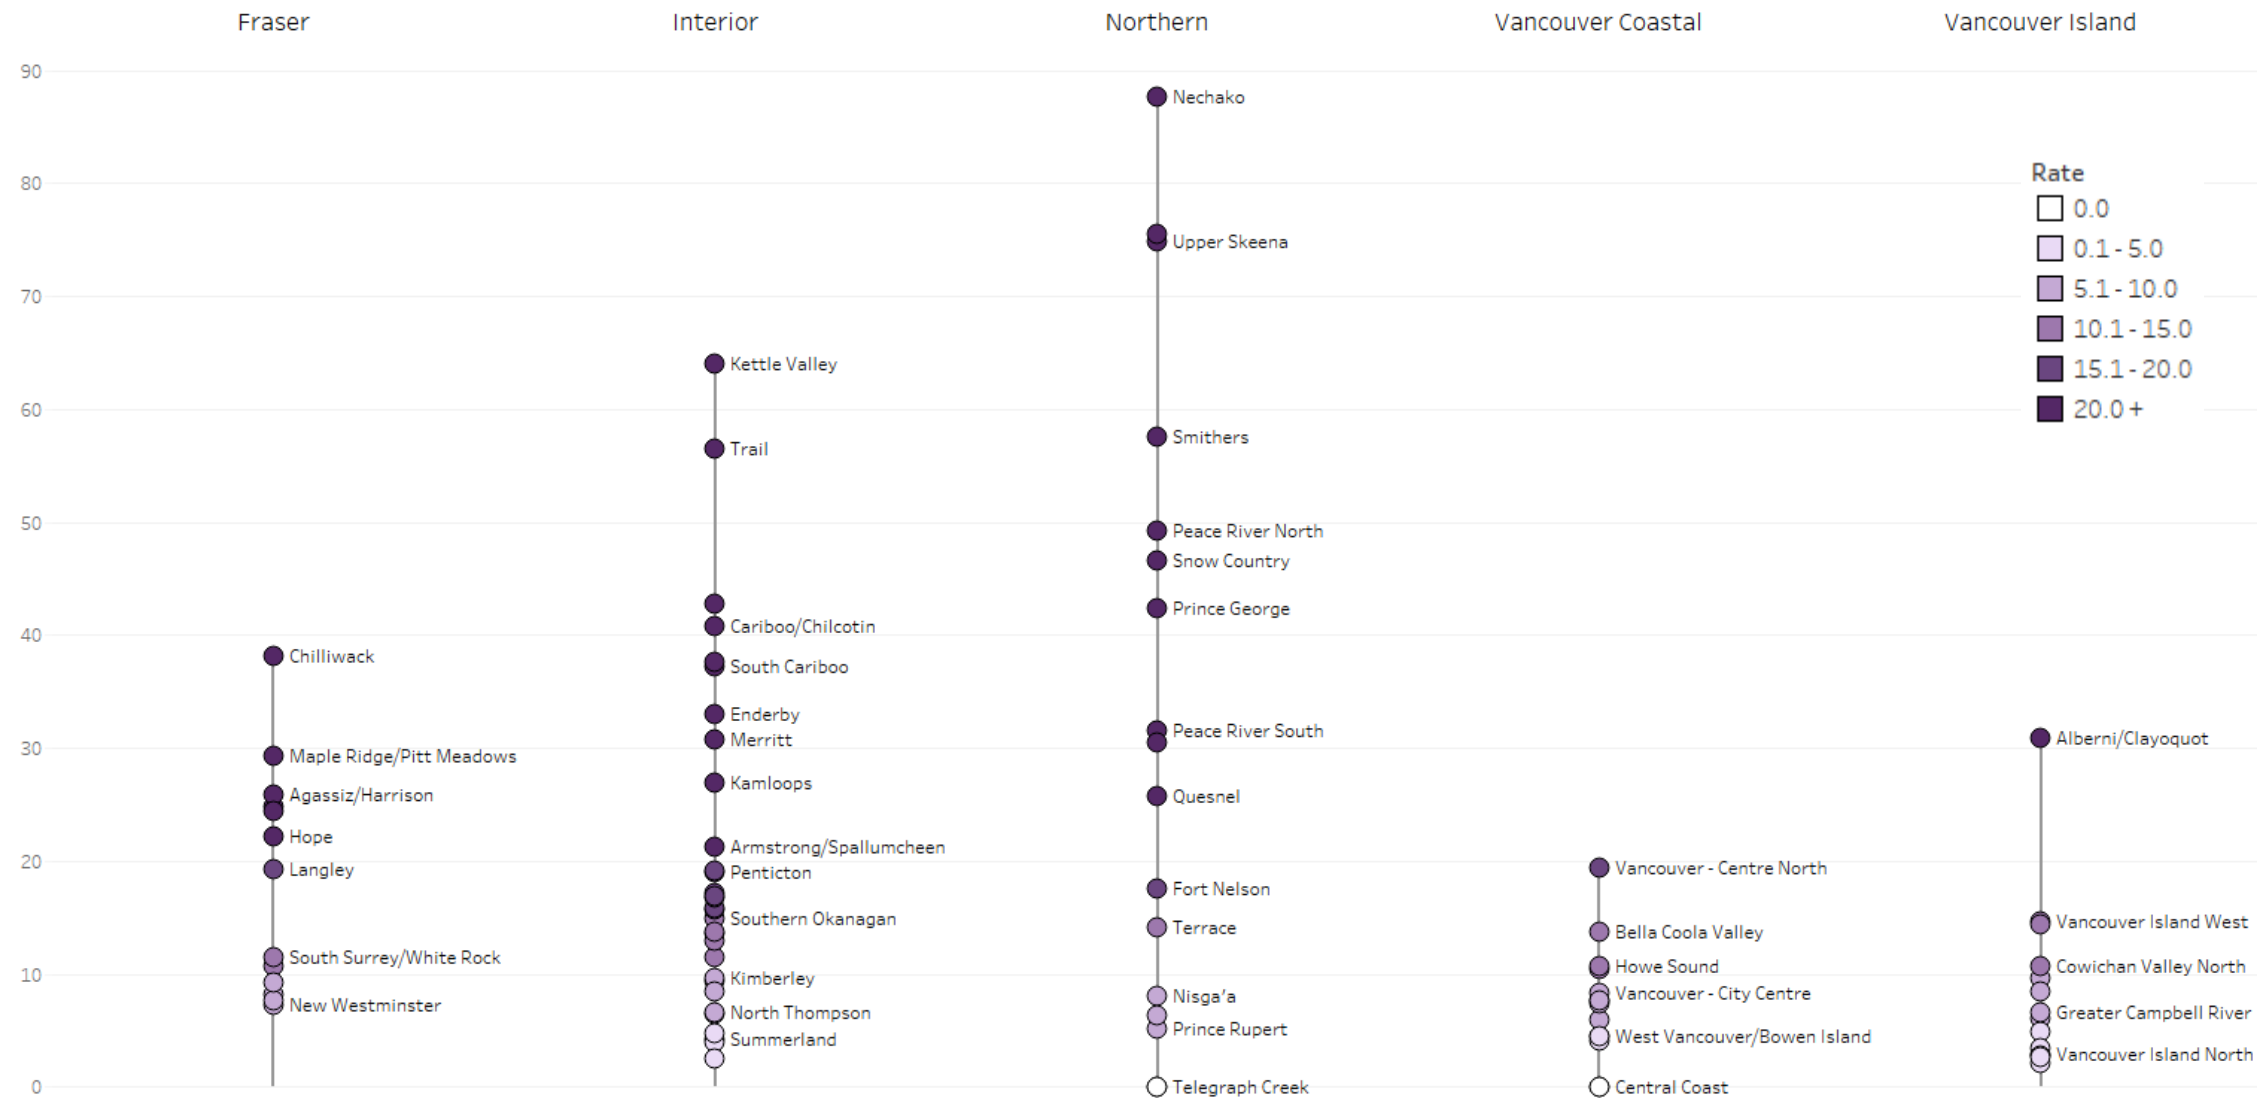 Fraser
Interior
Northern
Vancouver Coastal
Vancouver Island
90
80
70
60
50
40
30
20
10
0
Chilliwack
Maple Ridge/Pitt Meadows
Agassiz/Harrison
Hope
Langley
South Surrey/White Rock
New Westminster
Kettle Valley
Trail
Cariboo/Chilcotin
South Cariboo
Enderby
Merritt
Kamloops
Armstrong/Spallumcheen
Penticton
Southern Okanagan
Kimberley
North Thompson
Summerland
Nechako
Upper Skeena
Smithers
Peace River North
Snow Country
Prince George
Peace River South
Quesnel
Fort Nelson
Terrace
Nisga’a
Prince Rupert
Telegraph Creek
Vancouver - Centre North
Bella Coola Valley
Howe Sound
Vancouver - City Centre
West Vancouver/Bowen Island
Central Coast
Rate
0.0
0.1 - 5.0
5.1 - 10.0
10.1 - 15.0
15.1 - 20.0
20.0 +
Alberni/Clayoquot
Vancouver Island West
Cowichan Valley North
Greater Campbell River
Vancouver Island North